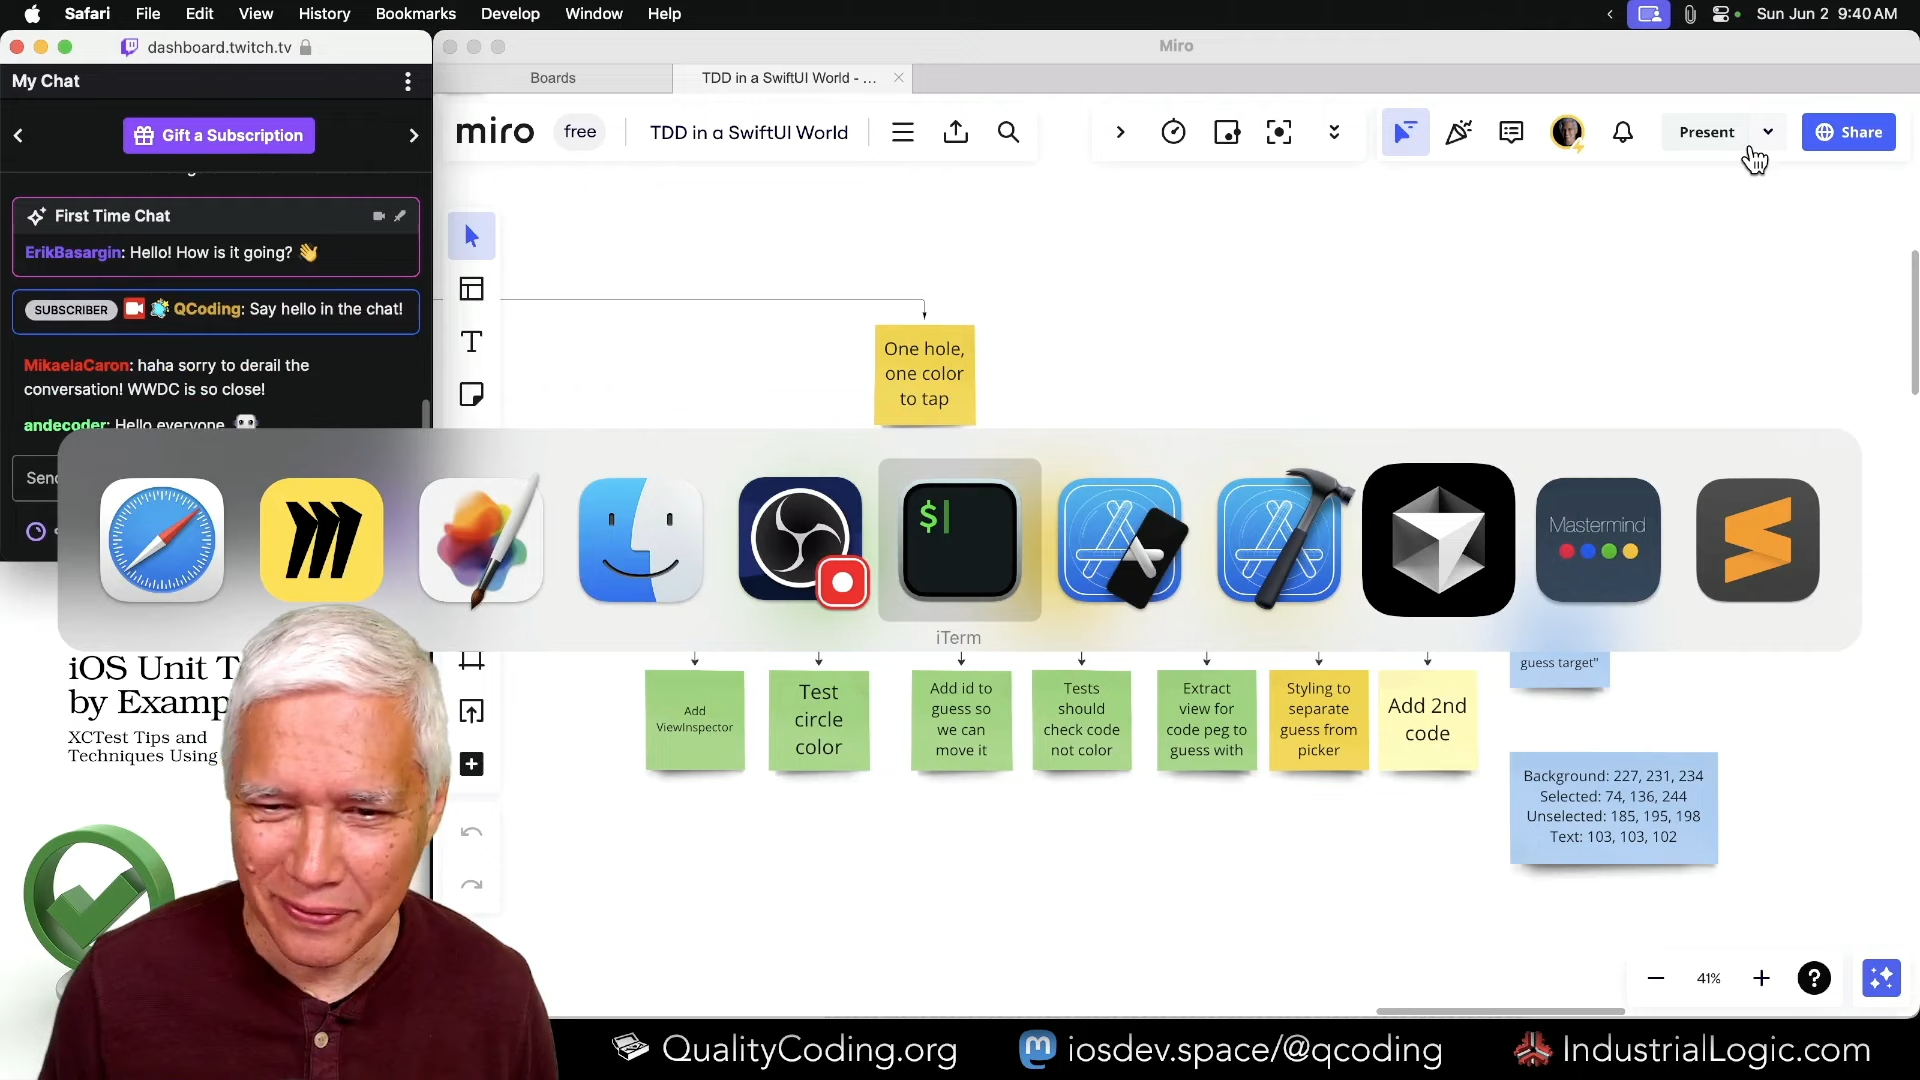 Safari File Edit View History Bookmarks Develop Window Help
Sun Jun 2 9:40 AM
dashboard.twitch.tv
Miro
My Chat
Boards
TDD in a SwiftUI World - ...
Gift a Subscription
miro
free
TDD in a SwiftUI World
Present
Share
First Time Chat
ErikBasargin: Hello! How is it going? 👋
SUBSCRIBER QCoding: Say hello in the chat!
MikaelaCaron: haha sorry to derail the
conversation! WWDC is so close!
andecoder: Hello everyone
Send
One hole,
one color
to tap
$
Mastermind
iTerm
guess target"
Add
ViewInspector
Test
circle
color
Add id to
guess so
we can
move it
Tests
should
check code
not color
Extract
view for
code peg to
guess with
Styling to
separate
guess from
picker
Add 2nd
code
Background: 227, 231, 234
Selected: 74, 136, 244
Unselected: 185, 195, 198
Text: 103, 103, 102
iOS Unit T
by Examp
XCTest Tips and
Techniques Using
41%
QualityCoding.org
iosdev.space/@qcoding
IndustrialLogic.com